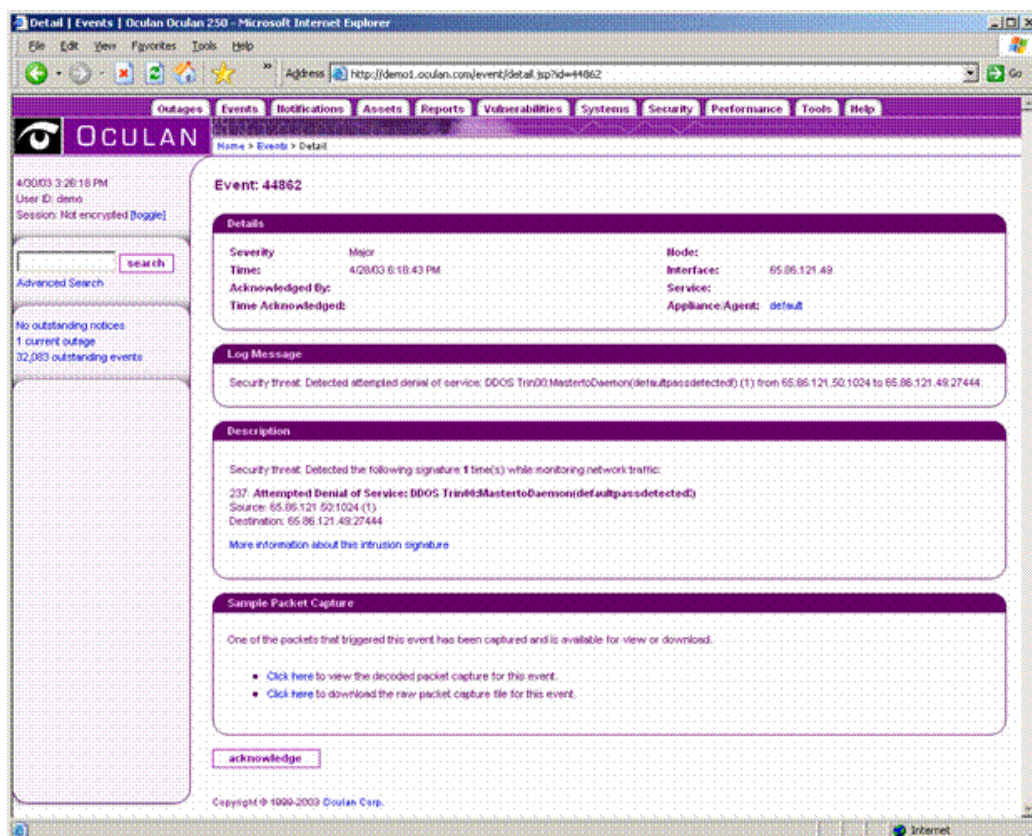 Detail | Events | Oculan Oculan 250 - Microsoft Internet Explorer
File Edit View Favorites Tools Help
Address http://demo1.oculan.com/event/detail.jsp?id=44862 Go
Outages Events Notifications Assets Reports Vulnerabilities Systems Security Performance Tools Help
OCULAN
Home > Events > Detail
4/30/03 3:26:18 PM
User ID: demo
Session: Not encrypted [toggle]
search
Advanced Search
No outstanding notices
1 current outage
32,083 outstanding events
Event: 44862
Details
Severity Major Node:
Time: 4/28/03 6:18:43 PM Interface: 65.86.121.49
Acknowledged By: Service:
Time Acknowledged: Appliance/Agent: default
Log Message
Security threat. Detected attempted denial of service: DDOS Trin00:MastertoDaemon(defaultpassdetected!) (1) from 65.86.121.50:1024 to 65.86.121.49:27444.
Description
Security threat. Detected the following signature 1 time(s) while monitoring network traffic:
237: Attempted Denial of Service: DDOS Trin00:MastertoDaemon(defaultpassdetected!)
Source: 65.86.121.50:1024 (1)
Destination: 65.86.121.49:27444
More information about this intrusion signature
Sample Packet Capture
One of the packets that triggered this event has been captured and is available for view or download.
• Click here to view the decoded packet capture for this event.
• Click here to download the raw packet capture file for this event.
acknowledge
Copyright © 1999-2003 Oculan Corp.
Internet